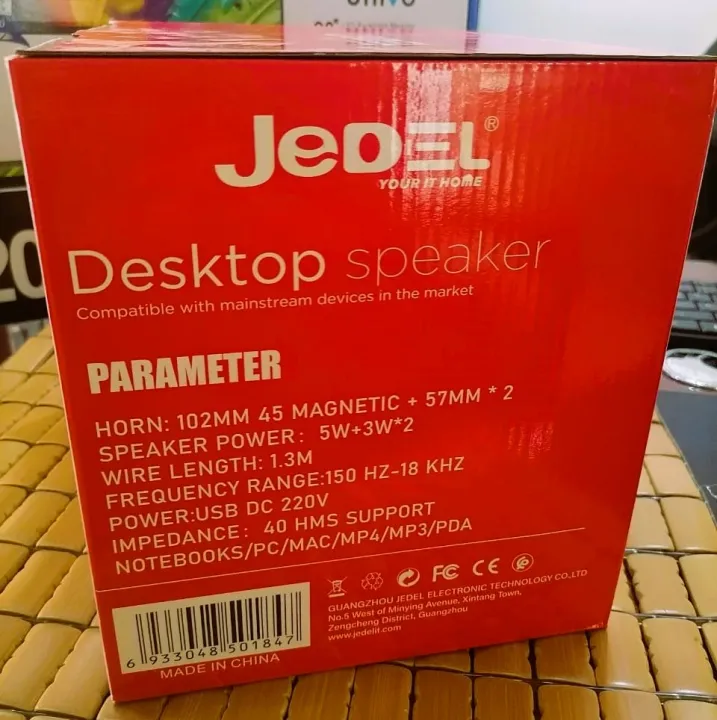 JeDEL®
YOUR IT HOME
Desktop speaker
Compatible with mainstream devices in the market
PARAMETER
HORN: 102MM 45 MAGNETIC + 57MM * 2
SPEAKER POWER: 5W+3W*2
WIRE LENGTH: 1.3M
FREQUENCY RANGE:150 HZ-18 KHZ
POWER:USB DC 220V
IMPEDANCE: 40 HMS SUPPORT
NOTEBOOKS/PC/MAC/MP4/MP3/PDA
FC CE
GUANGZHOU JEDEL ELECTRONIC TECHNOLOGY CO.,LTD
No.5 West of Minying Avenue, Xintang Town,
Zengcheng District, Guangzhou
www.jedelit.com
6 933048 501847
MADE IN CHINA
20